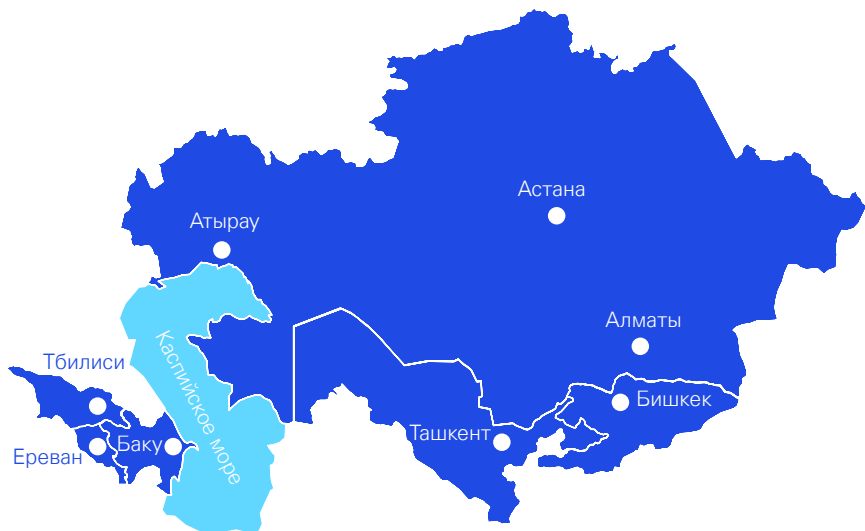 Астана
Атырау
Алматы
Каспийское море
Тбилиси
Бишкек
Ташкент
Баку
Ереван